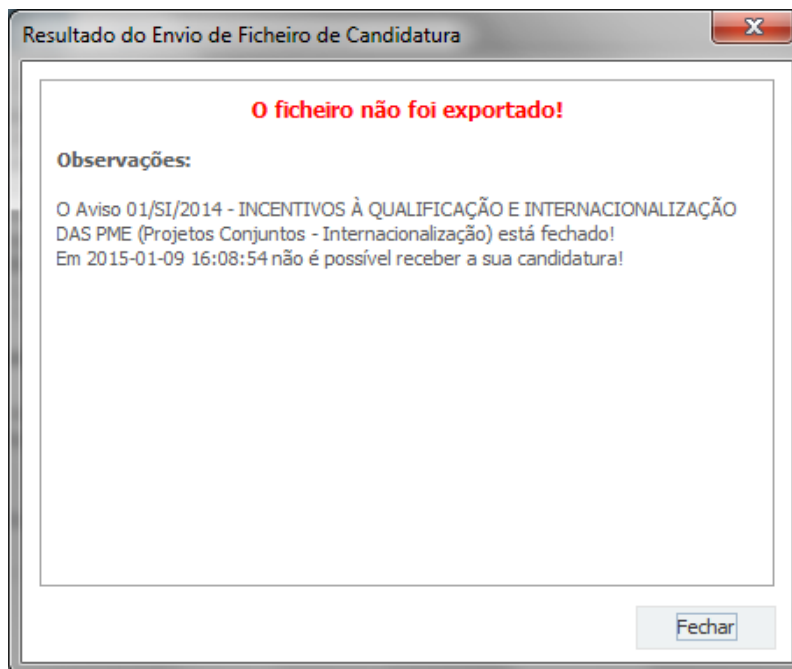 Resultado do Envio de Ficheiro de Candidatura
O ficheiro não foi exportado!
Observações:
O Aviso 01/SI/2014 - INCENTIVOS À QUALIFICAÇÃO E INTERNACIONALIZAÇÃO
DAS PME (Projetos Conjuntos - Internacionalização) está fechado!
Em 2015-01-09 16:08:54 não é possível receber a sua candidatura!
Fechar